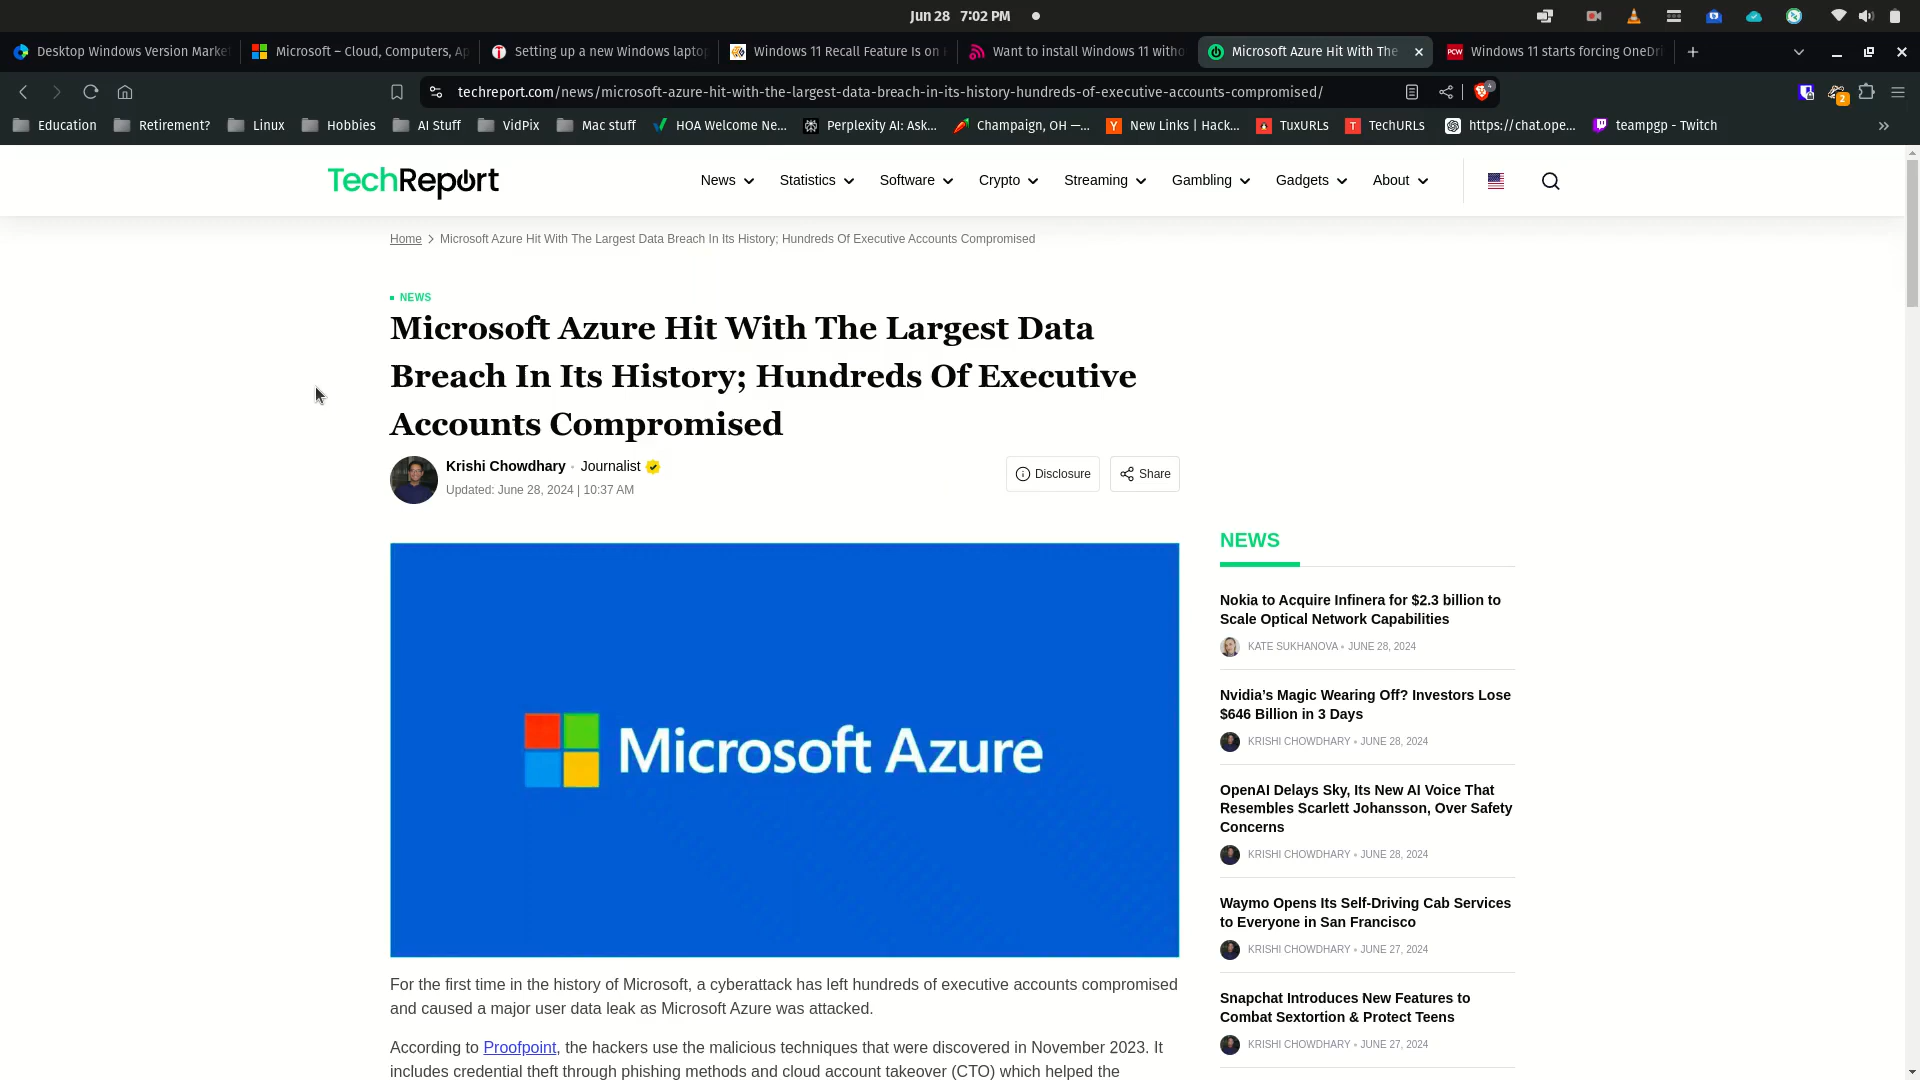 Jun 28 7:02 PM
Desktop Windows Version Marke
Microsoft – Cloud, Computers, Ap
Setting up a new Windows laptop
Windows 11 Recall Feature Is on
Want to install Windows 11 witho
Microsoft Azure Hit With The
Windows 11 starts forcing OneDri
techreport.com/news/microsoft-azure-hit-with-the-largest-data-breach-in-its-history-hundreds-of-executive-accounts-compromised/
4
2
Education
Retirement?
Linux
Hobbies
AI Stuff
VidPix
Mac stuff
HOA Welcome Ne...
Perplexity AI: Ask...
Champaign, OH —...
New Links | Hack...
TuxURLs
TechURLs
https://chat.ope...
teampgp - Twitch
TechReport
News
Statistics
Software
Crypto
Streaming
Gambling
Gadgets
About
Home > Microsoft Azure Hit With The Largest Data Breach In Its History; Hundreds Of Executive Accounts Compromised
NEWS
Microsoft Azure Hit With The Largest Data
Breach In Its History; Hundreds Of Executive
Accounts Compromised
Krishi Chowdhary · Journalist
Updated: June 28, 2024 | 10:37 AM
Disclosure
Share
Microsoft Azure
For the first time in the history of Microsoft, a cyberattack has left hundreds of executive accounts compromised
and caused a major user data leak as Microsoft Azure was attacked.
According to Proofpoint, the hackers use the malicious techniques that were discovered in November 2023. It
includes credential theft through phishing methods and cloud account takeover (CTO) which helped the
NEWS
Nokia to Acquire Infinera for $2.3 billion to
Scale Optical Network Capabilities
KATE SUKHANOVA • JUNE 28, 2024
Nvidia’s Magic Wearing Off? Investors Lose
$646 Billion in 3 Days
KRISHI CHOWDHARY • JUNE 28, 2024
OpenAI Delays Sky, Its New AI Voice That
Resembles Scarlett Johansson, Over Safety
Concerns
KRISHI CHOWDHARY • JUNE 28, 2024
Waymo Opens Its Self-Driving Cab Services
to Everyone in San Francisco
KRISHI CHOWDHARY • JUNE 27, 2024
Snapchat Introduces New Features to
Combat Sextortion & Protect Teens
KRISHI CHOWDHARY • JUNE 27, 2024